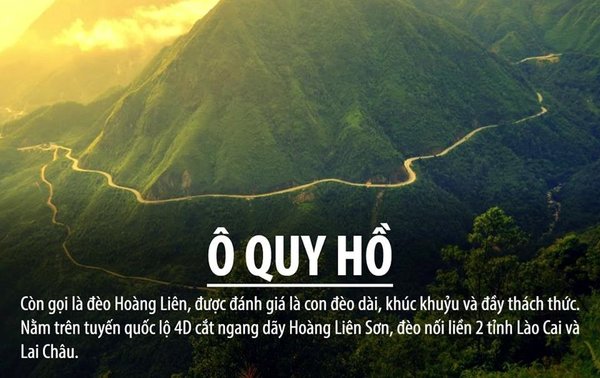 Ô QUY HỒ
Còn gọi là đèo Hoàng Liên, được đánh giá là con đèo dài, khúc khuỷu và đầy thách thức.
Nằm trên tuyến quốc lộ 4D cắt ngang dãy Hoàng Liên Sơn, đèo nối liền 2 tỉnh Lào Cai và
Lai Châu.